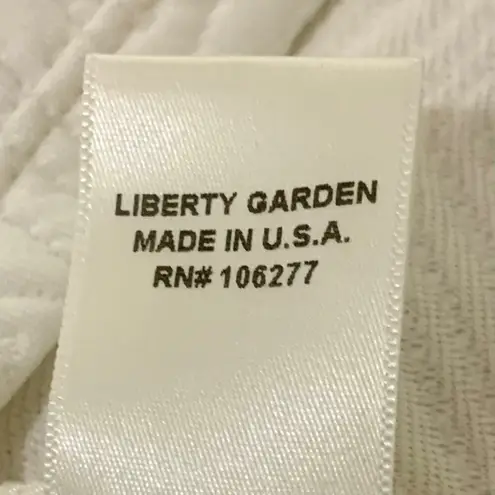 LIBERTY GARDEN
MADE IN U.S.A.
RN# 106277